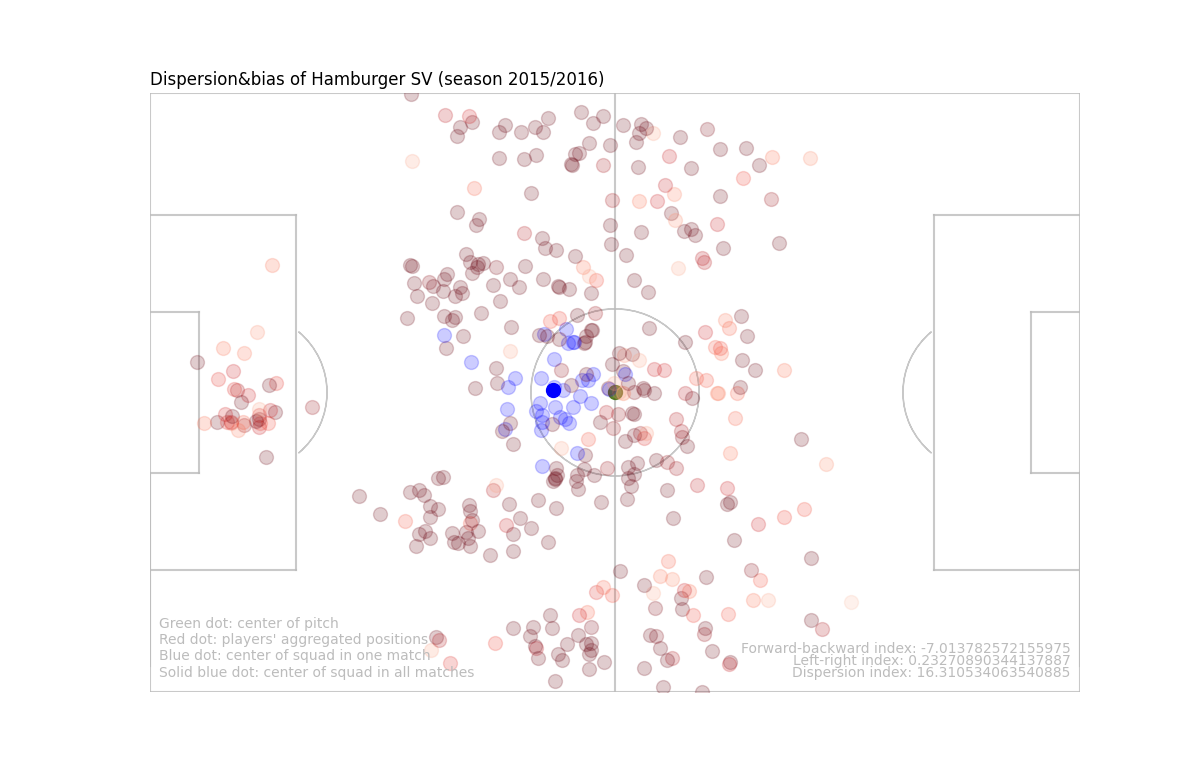 Dispersion&bias of Hamburger SV (season 2015/2016)
Green dot: center of pitch
Red dot: players' aggregated positions
Blue dot: center of squad in one match
Solid blue dot: center of squad in all matches
Forward-backward index: -7.013782572155975
Left-right index: 0.23270890344137887
Dispersion index: 16.310534063540885